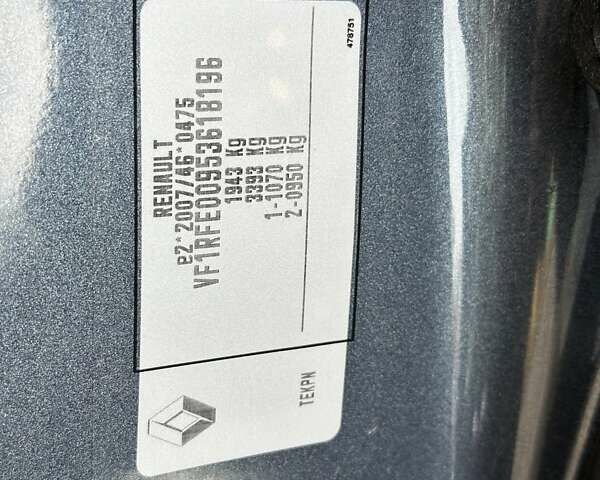 RENAULT
e2*2007/46*0475
VF1RFE00953618196
1943 Kg
3393 Kg
1-1070 Kg
2-0950 Kg
TEKPN
478751